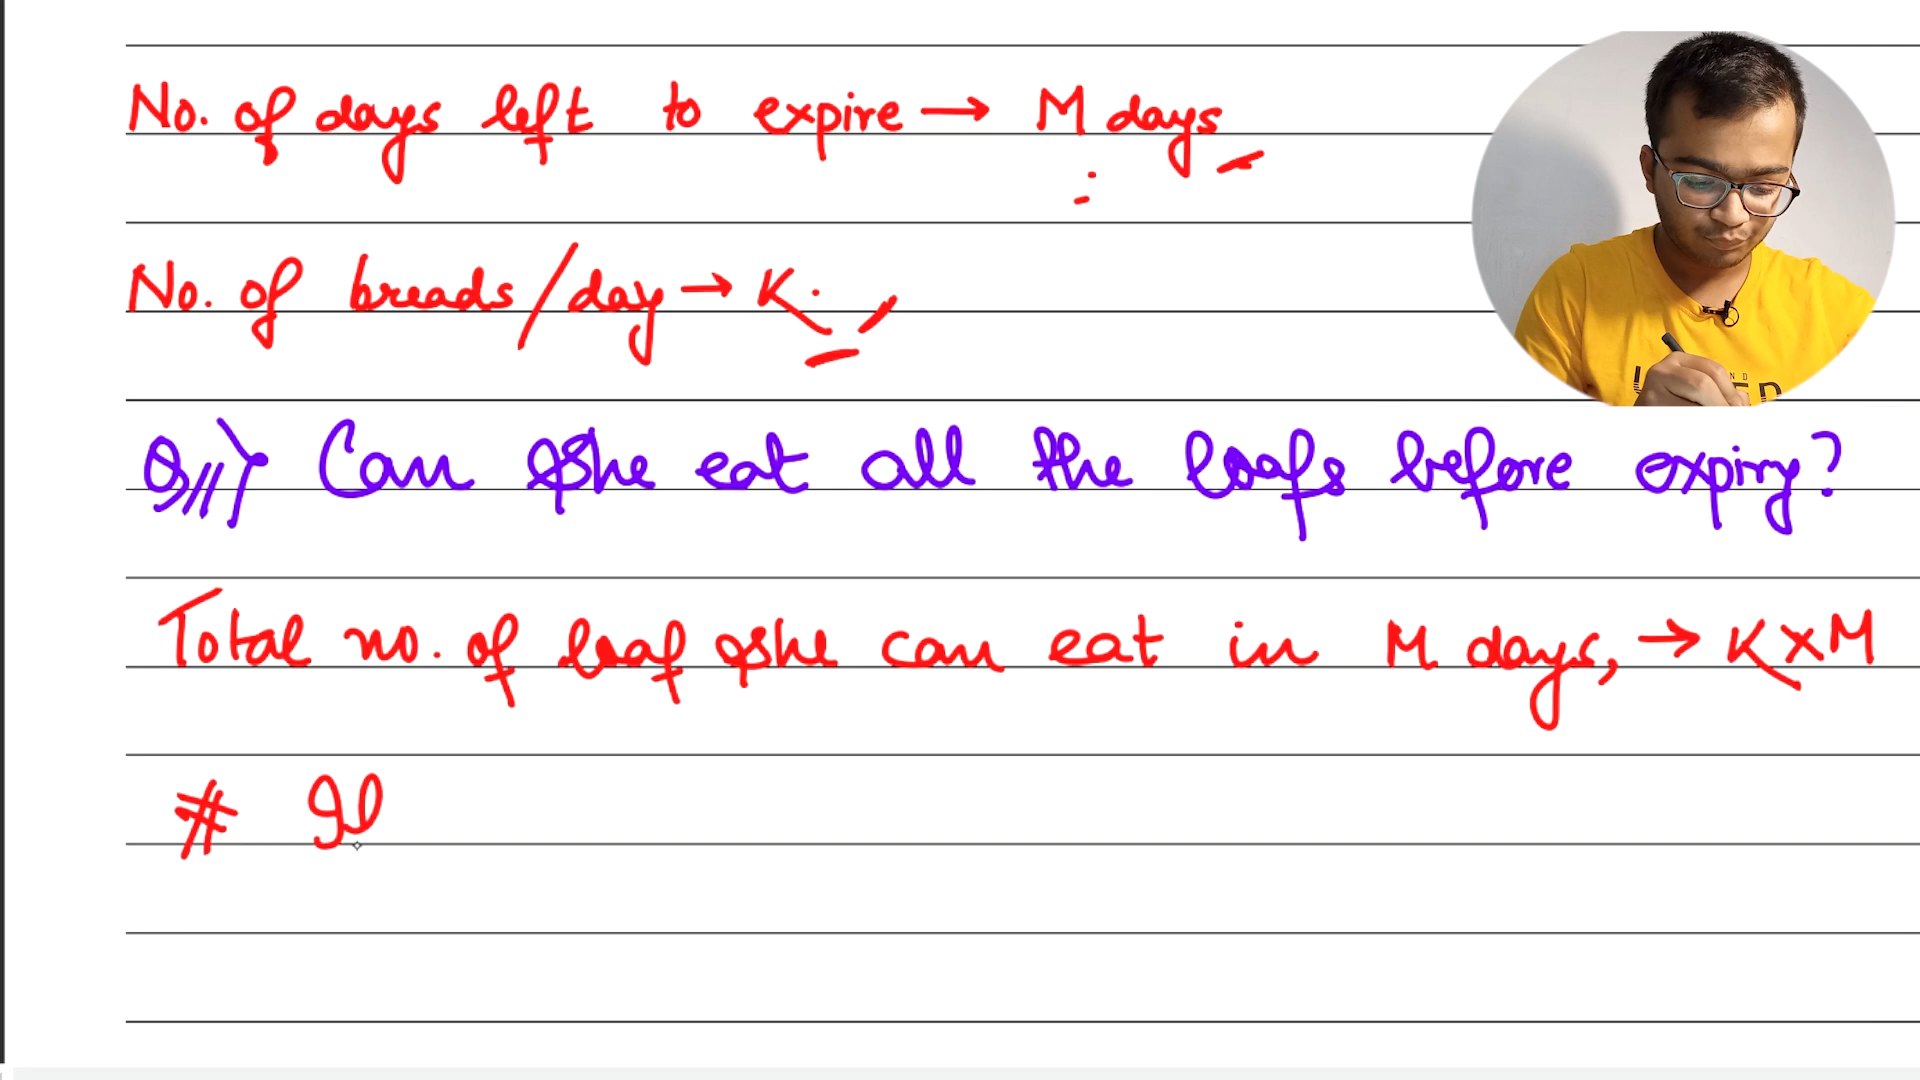 No. of days left to expire → M days
No. of breads/day → K.
Can she eat all the loafs before expiry?
Total no. of loaf she can eat in M days, → K×M
# If